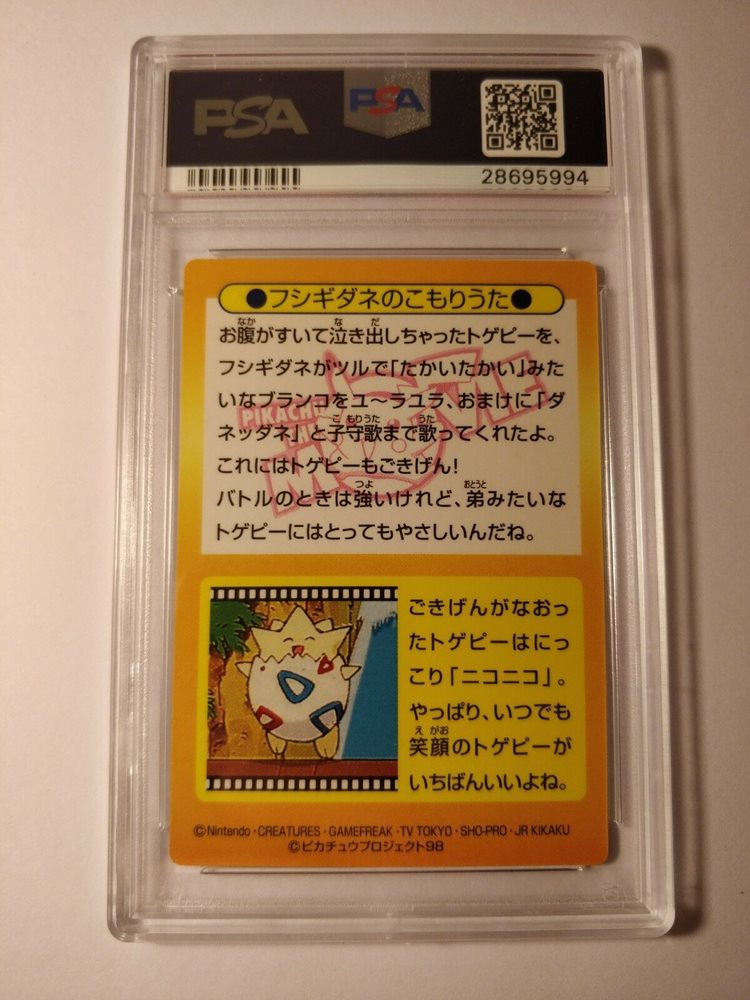 PSA
PSA
28695994
●フシギダネのこもりうた●
お腹がすいて泣き出しちゃったトゲピーを、
フシギダネがツルで「たかいたかい」みた
いなブランコをユ〜ラユラ、おまけに「ダ
ネッダネ」と子守歌まで歌ってくれたよ。
これにはトゲピーもごきげん!
バトルのときは強いけれど、弟みたいな
トゲピーにはとってもやさしいんだね。
PIKACHU THE MOVIE
ごきげんがなおっ
たトゲピーはにっ
こり「ニコニコ」。
やっぱり、いつでも
笑顔のトゲピーが
いちばんいいよね。
©Nintendo・CREATURES・GAMEFREAK・TV TOKYO・SHO-PRO・JR KIKAKU
©ピカチュウプロジェクト98